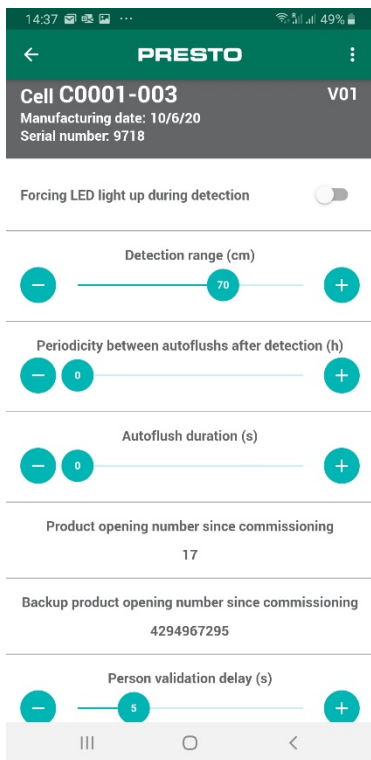 14:37 ... 49%
PRESTO
Cell C0001-003 V01
Manufacturing date: 10/6/20
Serial number: 9718
Forcing LED light up during detection
Detection range (cm)
− 70 +
Periodicity between autoflushs after detection (h)
− 0 +
Autoflush duration (s)
− 0 +
Product opening number since commissioning
17
Backup product opening number since commissioning
4294967295
Person validation delay (s)
− 5 +